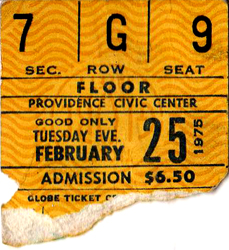 7 G 9
SEC. ROW SEAT
FLOOR
PROVIDENCE CIVIC CENTER
GOOD ONLY
TUESDAY EVE.
FEBRUARY 25 1975
ADMISSION $6.50
GLOBE TICKET